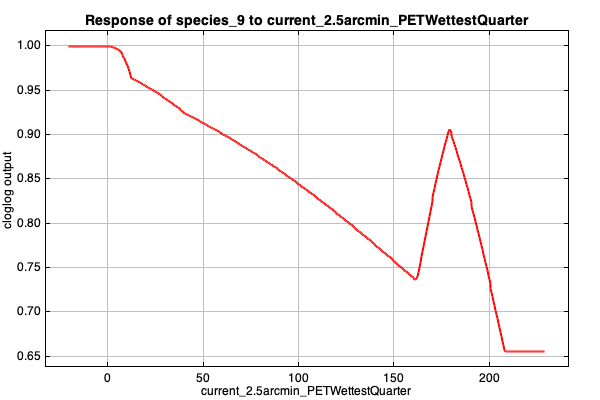 Response of species_9 to current_2.5arcmin_PETWettestQuarter
1.00
0.95
0.90
0.85
0.80
0.75
0.70
0.65
cloglog output
0 50 100 150 200
current_2.5arcmin_PETWettestQuarter